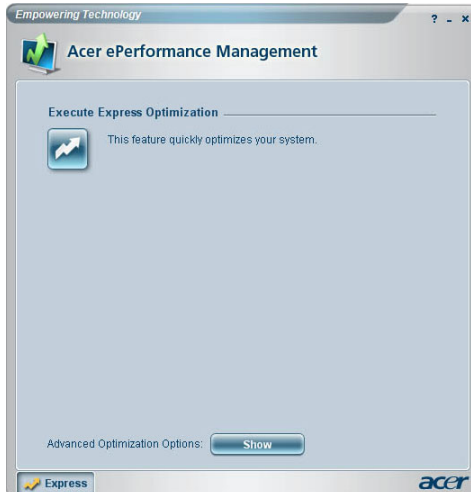 Empowering Technology
? - x
Acer ePerformance Management
Execute Express Optimization
This feature quickly optimizes your system.
Advanced Optimization Options: Show
Express
acer